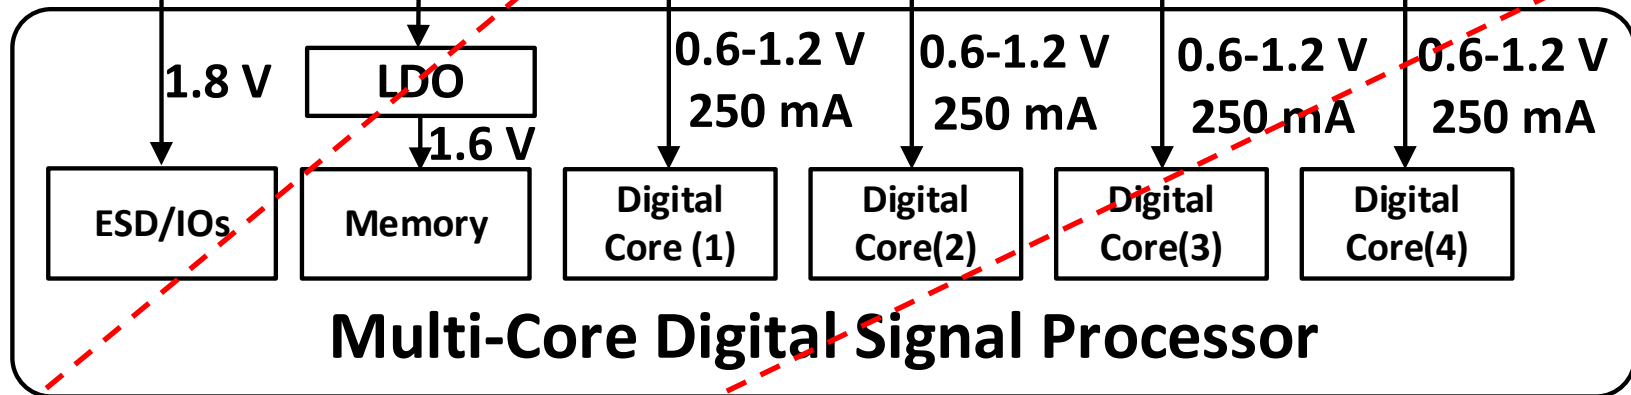 1.8 V
LDO
1.6 V
0.6-1.2 V
250 mA
0.6-1.2 V
250 mA
0.6-1.2 V
250 mA
0.6-1.2 V
250 mA
ESD/IOs
Memory
Digital
Core (1)
Digital
Core(2)
Digital
Core(3)
Digital
Core(4)
Multi-Core Digital Signal Processor